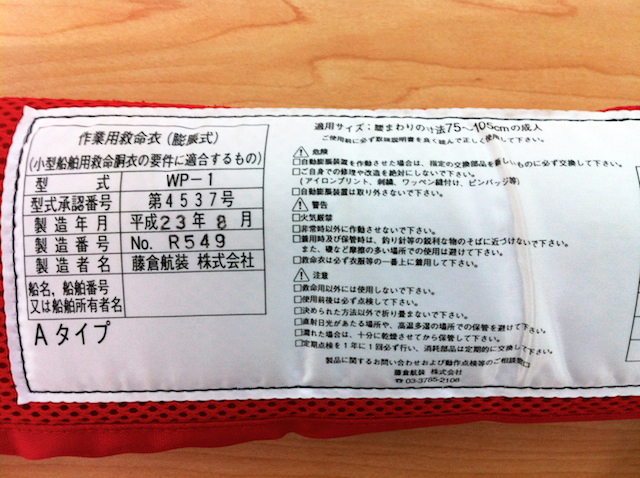 作業用救命衣(膨脹式)
(小型船舶用救命胴衣の要件に適合するもの)
型式 WP-1
型式承認番号 第4537号
製造年月 平成23年8月
製造番号 No. R549
製造者名 藤倉航装 株式会社
船名, 船舶番号
又は船舶所有者名
Aタイプ
適用サイズ;腰まわりの寸法75~105cmの成人
ご使用前に必ず取扱説明書を良く読んで正しく使用して下さい。
危険
□自動膨脹装置を作動させた場合は、指定の交換部品を新しいものに必ず交換して下さい。
□ご自身での修理や改造を絶対にしないで下さい。
(アイロンプリント、刺繍、ワッペン縫付け、ピンバッジ等)
□自動膨脹装置は取り外さないで下さい。
警告
□火気厳禁
□非常時以外に作動させないで下さい。
□着用時及び保管時は、釣り針等の鋭利な物のそばに近づけないで下さい。
また、磯など摩擦の多い場所での使用は避けて下さい。
□救命衣は必ず衣服等の一番上に着用して下さい。
注意
□救命用以外には使用しないで下さい。
□使用前後は必ず点検して下さい。
□決められた方法以外で折り畳まないで下さい。
□直射日光があたる場所や、高温多湿の場所での保管を避けて下さい。
□濡れた場合は、十分に乾燥させてから保管して下さい。
□定期点検を1年に1回必ず行い、消耗部品は定期的に交換して下さい。
製品に関するお問い合わせおよび動作点検等のご相談窓口
藤倉航装 株式会社
☎03-3785-2106